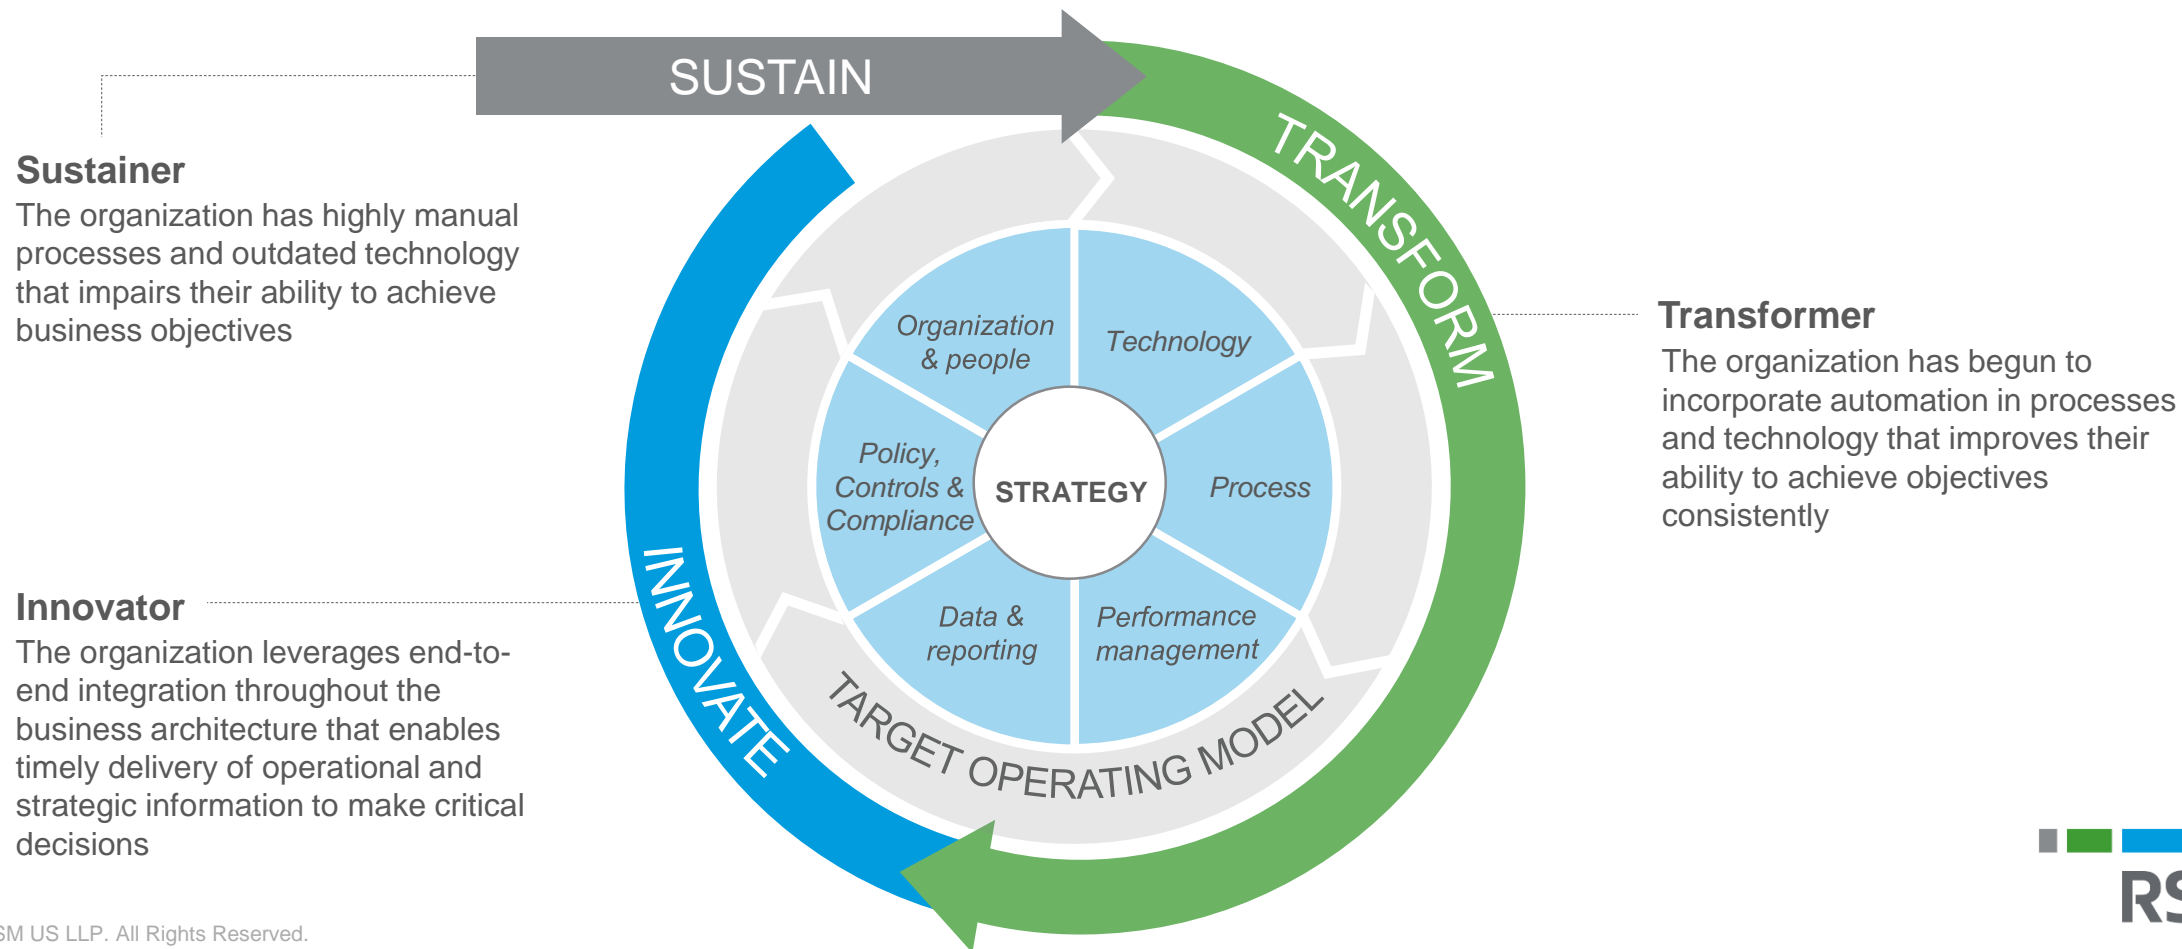 SUSTAIN
TRANSFORM
Sustainer
The organization has highly manual
processes and outdated technology
that impairs their ability to achieve
business objectives
Organization
& people
Technology
Policy,
Controls &
Compliance
STRATEGY
Process
Data &
reporting
Performance
management
TARGET OPERATING MODEL
INNOVATE
Transformer
The organization has begun to
incorporate automation in processes
and technology that improves their
ability to achieve objectives
consistently
Innovator
The organization leverages end-to-
end integration throughout the
business architecture that enables
timely delivery of operational and
strategic information to make critical
decisions
SM US LLP. All Rights Reserved.
RS